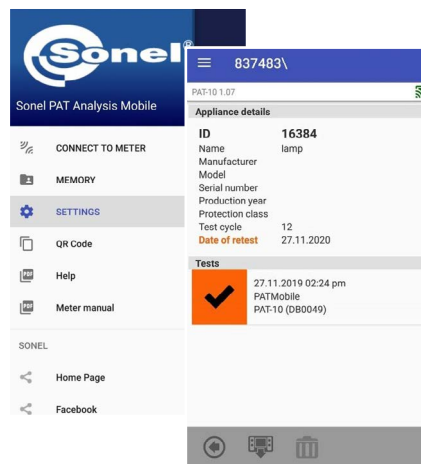 Sonel®
Sonel PAT Analysis Mobile
CONNECT TO METER
MEMORY
SETTINGS
QR Code
Help
Meter manual
SONEL
Home Page
Facebook
837483\
PAT-10 1.07
Appliance details
ID 16384
Name lamp
Manufacturer
Model
Serial number
Production year
Protection class
Test cycle 12
Date of retest 27.11.2020
Tests
27.11.2019 02:24 pm
PATMobile
PAT-10 (DB0049)